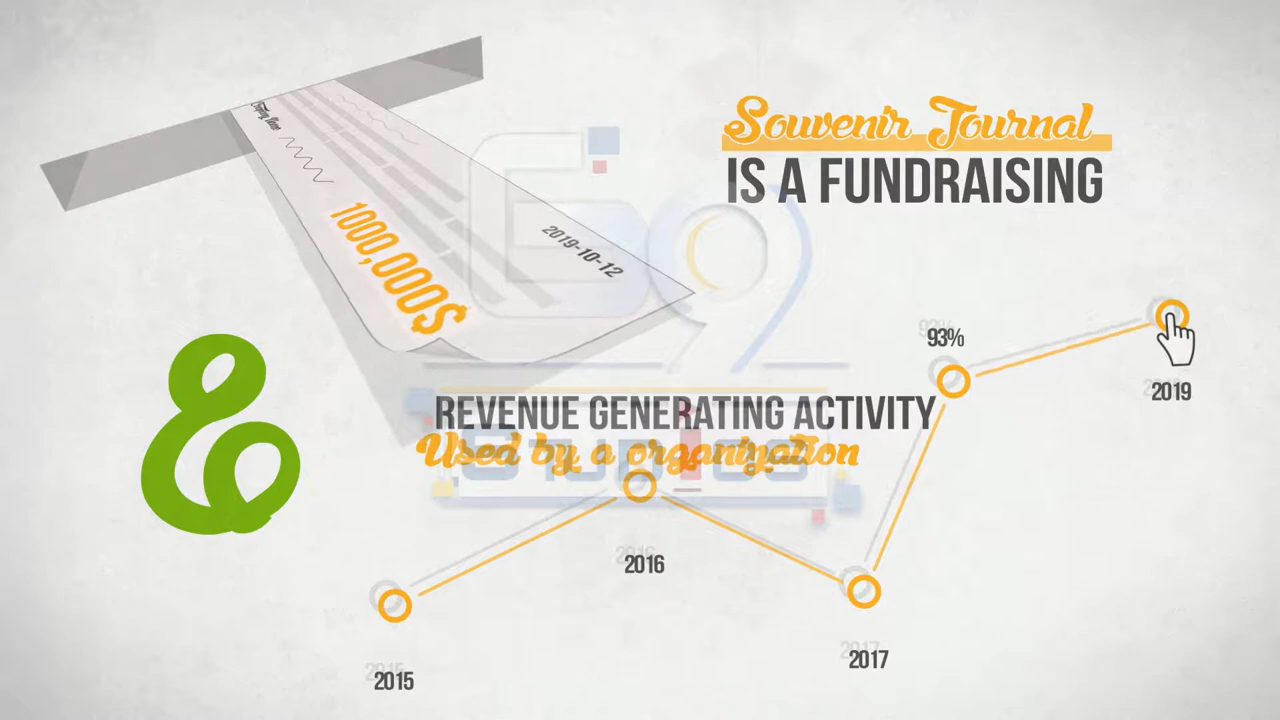 Souvenir Journal
IS A FUNDRAISING
2019-10-12
1000,000$
&
REVENUE GENERATING ACTIVITY
Used by a organization
93%
2019
2016
2017
2015